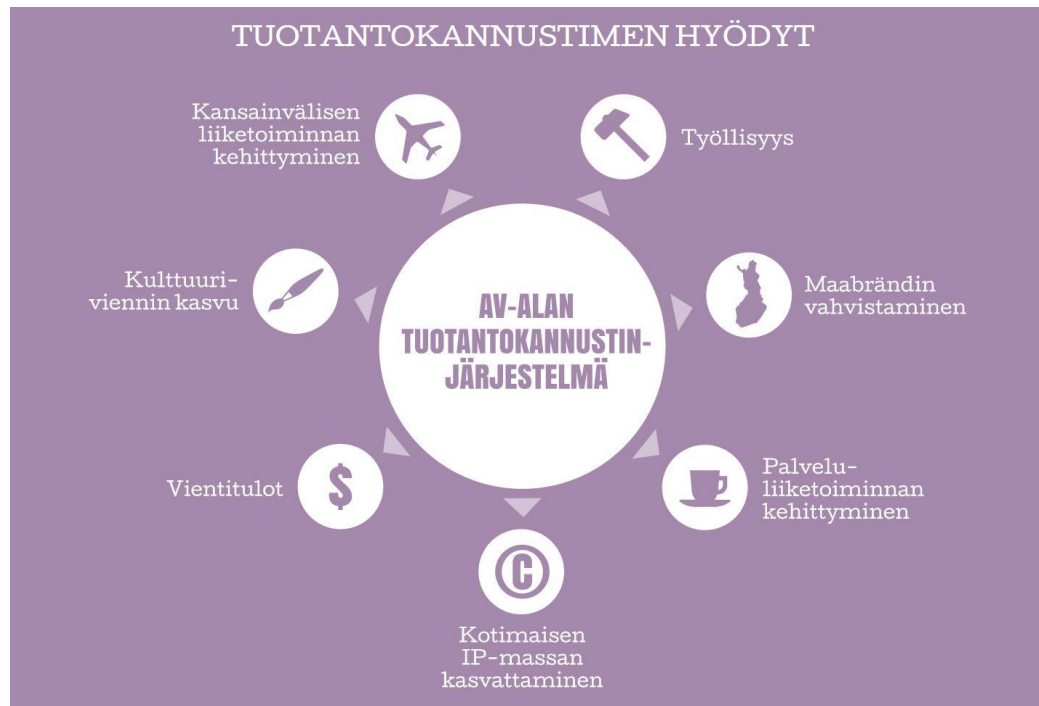 TUOTANTOKANNUSTIMEN HYÖDYT
Kansainvälisen
liiketoiminnan
kehittyminen
Työllisyys
Kulttuuri-
viennin kasvu
Maabrändin
vahvistaminen
AV-ALAN
TUOTANTOKANNUSTIN-
JÄRJESTELMÄ
Vientitulot
$
Palvelu-
liiketoiminnan
kehittyminen
©
Kotimaisen
IP-massan
kasvattaminen